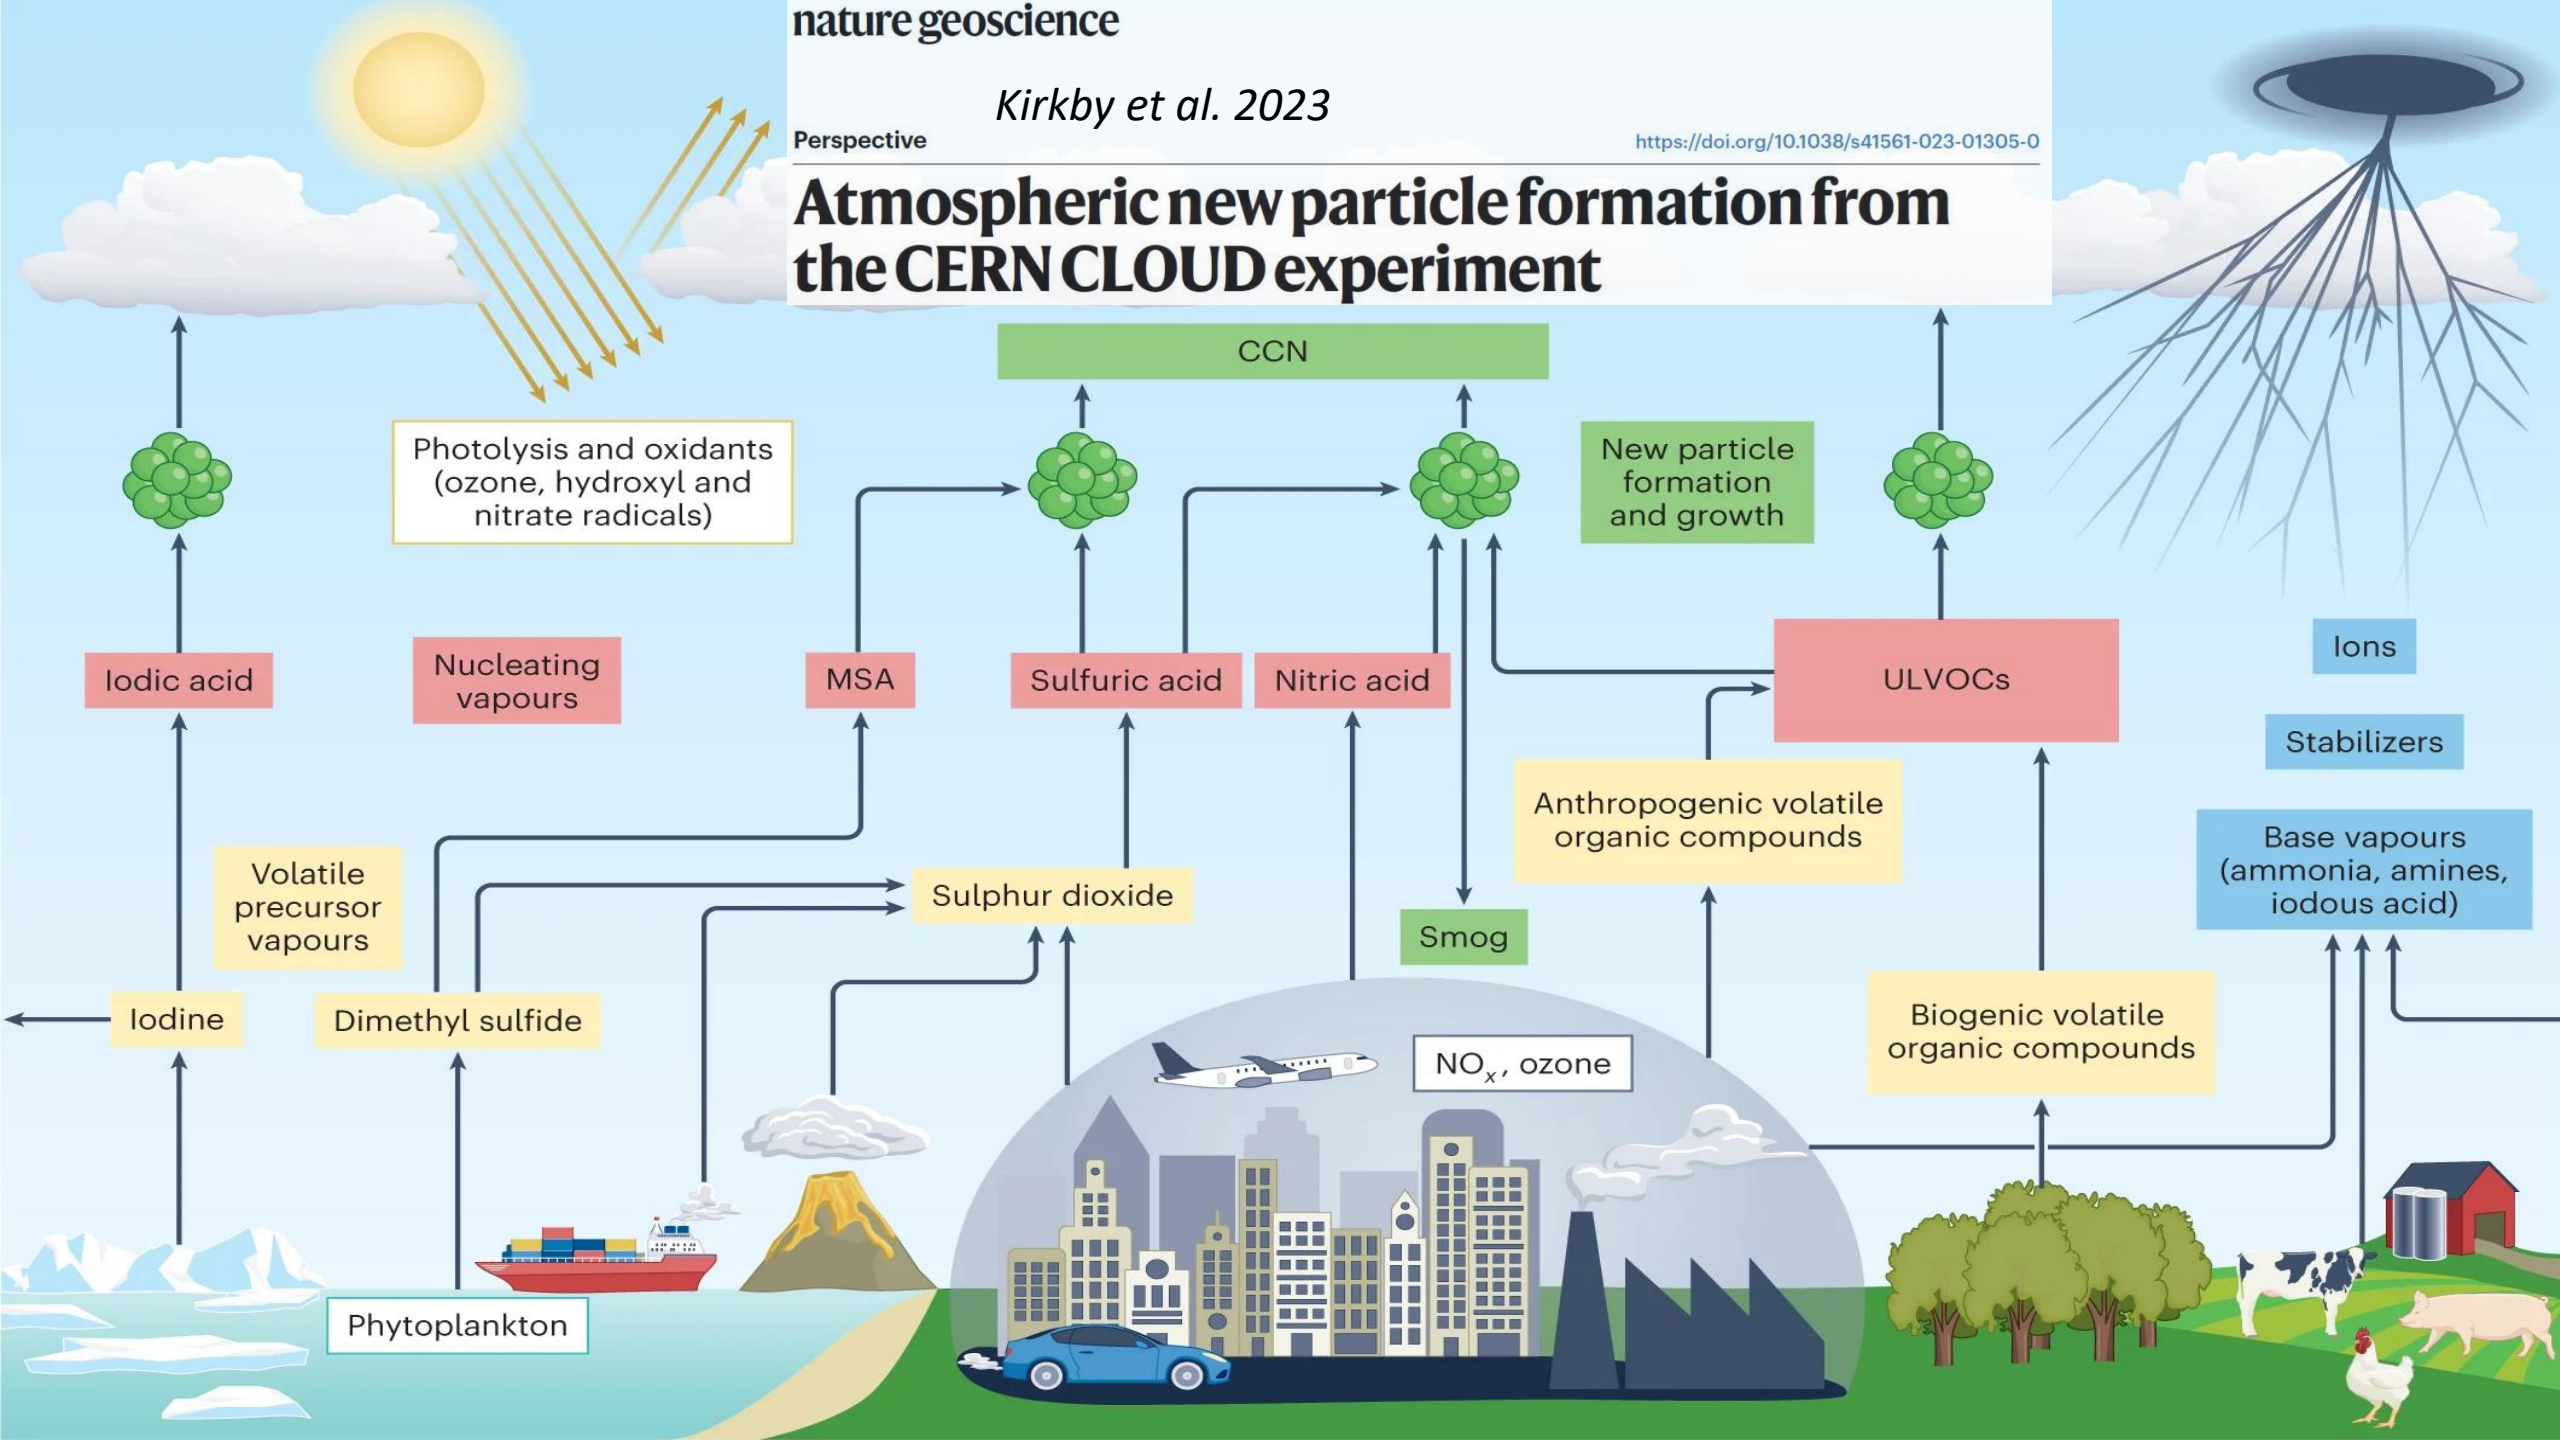 nature geoscience
Kirkby et al. 2023
Perspective
https://doi.org/10.1038/s41561-023-01305-0
Atmospheric new particle formation from
the CERN CLOUD experiment
CCN
Photolysis and oxidants
(ozone, hydroxyl and
nitrate radicals)
New particle
formation
and growth
Iodic acid
Nucleating
vapours
MSA
Sulfuric acid
Nitric acid
ULVOCs
Ions
Stabilizers
Anthropogenic volatile
organic compounds
Base vapours
(ammonia, amines,
iodous acid)
Volatile
precursor
vapours
Sulphur dioxide
Smog
Iodine
Dimethyl sulfide
Biogenic volatile
organic compounds
NOx, ozone
Phytoplankton